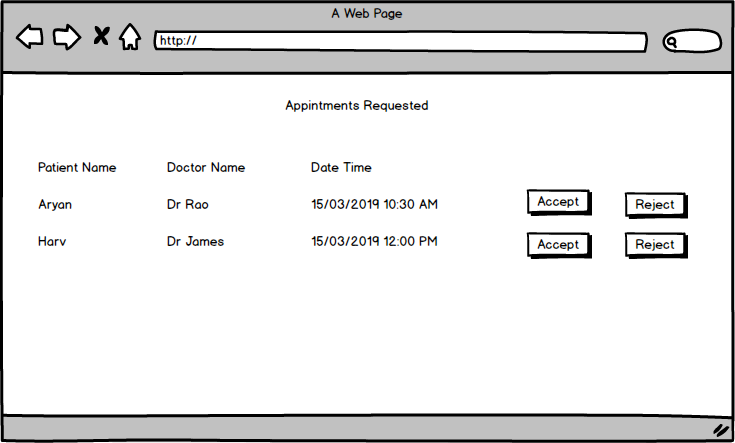 A Web Page
http://
Appintments Requested
Patient Name Doctor Name Date Time
Aryan Dr Rao 15/03/2019 10:30 AM Accept Reject
Harv Dr James 15/03/2019 12:00 PM Accept Reject